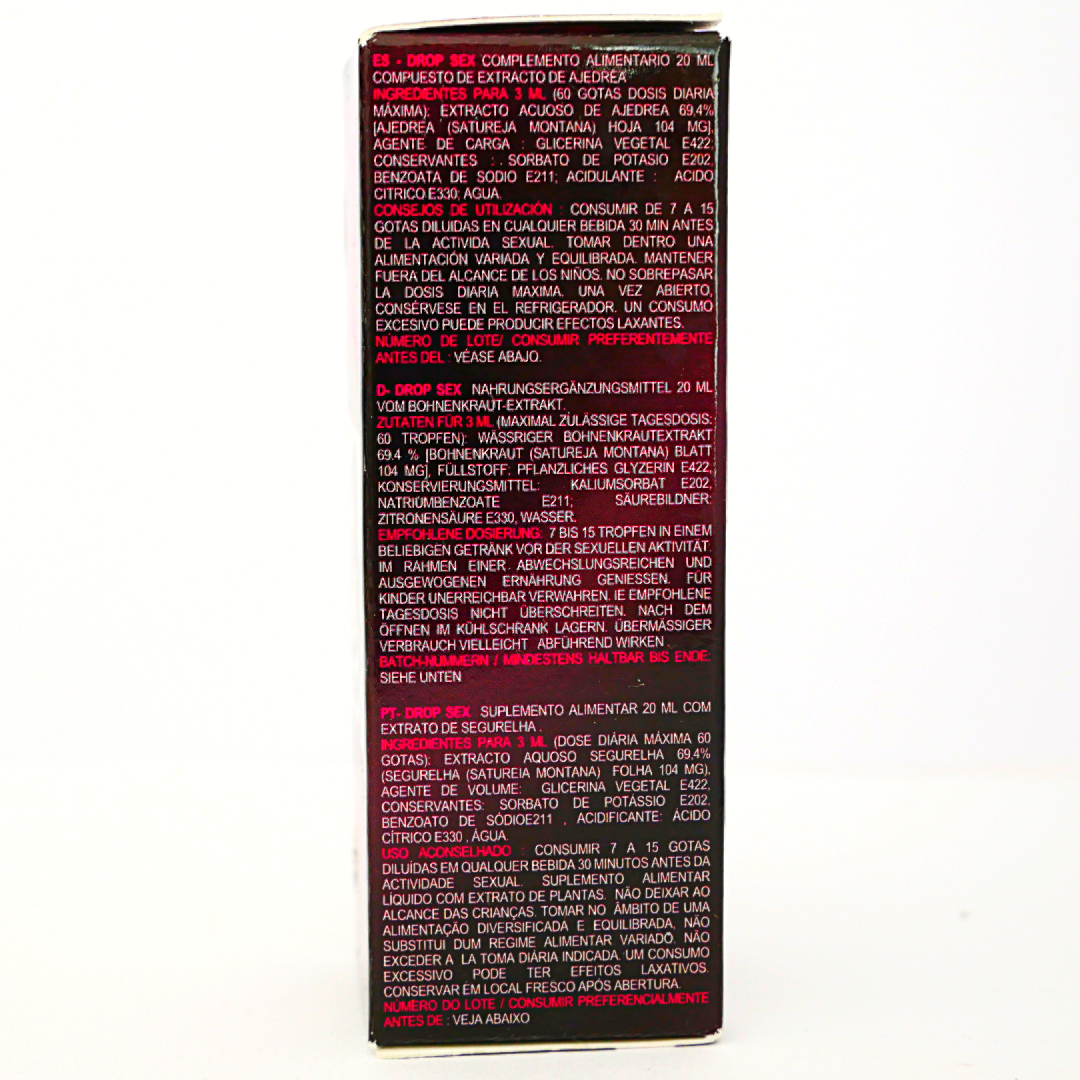 ES - DROP SEX COMPLEMENTO ALIMENTARIO 20 ML
COMPUESTO DE EXTRACTO DE AJEDREA
INGREDIENTES PARA 3 ML (60 GOTAS DOSIS DIARIA
MÁXIMA): EXTRACTO ACUOSO DE AJEDREA 69,4%
[AJEDREA (SATUREJA MONTANA) HOJA 104 MG],
AGENTE DE CARGA : GLICERINA VEGETAL E422;
CONSERVANTES : . SORBATO DE POTASIO E202,
BENZOATA DE SODIO E211; ACIDULANTE : ACIDO
CITRICO E330; AGUA.
CONSEJOS DE UTILIZACIÓN : CONSUMIR DE 7 A 15
GOTAS DILUIDAS EN CUALQUIER BEBIDA 30 MIN ANTES
DE LA ACTIVIDA SEXUAL. TOMAR DENTRO UNA
ALIMENTACIÓN VARIADA Y EQUILIBRADA. MANTENER
FUERA DEL ALCANCE DE LOS NIÑOS. NO SOBREPASAR
LA DOSIS DIARIA MAXIMA. UNA VEZ ABIERTO,
CONSÉRVESE EN EL REFRIGERADOR. UN CONSUMO
EXCESIVO PUEDE PRODUCIR EFECTOS LAXANTES.
NÚMERO DE LOTE/ CONSUMIR PREFERENTEMENTE
ANTES DEL : VÉASE ABAJO.
D- DROP SEX NAHRUNGSERGÄNZUNGSMITTEL 20 ML
VOM BOHNENKRAUT-EXTRAKT.
ZUTATEN FÜR 3 ML (MAXIMAL ZULÄSSIGE TAGESDOSIS:
60 TROPFEN): WÄSSRIGER BOHNENKRAUTEXTRAKT
69.4 % [BOHNENKRAUT (SATUREJA MONTANA) BLATT
104 MG], FÜLLSTOFF: PFLANZLICHES GLYZERIN E422,
KONSERVIERUNGSMITTEL: KALIUMSORBAT E202,
NATRIUMBENZOATE E211; SÄUREBILDNER:
ZITRONENSÄURE E330, WASSER.
EMPFOHLENE DOSIERUNG: 7 BIS 15 TROPFEN IN EINEM
BELIEBIGEN GETRÄNK VOR DER SEXUELLEN AKTIVITÄT.
IM RAHMEN EINER ABWECHSLUNGSREICHEN UND
AUSGEWOGENEN ERNÄHRUNG GENIESSEN. FÜR
KINDER UNERREICHBAR VERWAHREN. IE EMPFOHLENE
TAGESDOSIS NICHT ÜBERSCHREITEN. NACH DEM
ÖFFNEN IM KÜHLSCHRANK LAGERN. ÜBERMÄSSIGER
VERBRAUCH VIELLEICHT ABFÜHREND WIRKEN
BATCH-NUMMERN / MINDESTENS HALTBAR BIS ENDE:
SIEHE UNTEN
PT- DROP SEX SUPLEMENTO ALIMENTAR 20 ML COM
EXTRATO DE SEGURELHA .
INGREDIENTES PARA 3 ML (DOSE DIÁRIA MÁXIMA 60
GOTAS): EXTRACTO AQUOSO SEGURELHA 69,4%
(SEGURELHA (SATUREIA MONTANA) FOLHA 104 MG),
AGENTE DE VOLUME: GLICERINA VEGETAL E422,
CONSERVANTES: SORBATO DE POTÁSSIO E202,
BENZOATO DE SÓDIOE211 , ACIDIFICANTE: ÁCIDO
CÍTRICO E330 , ÁGUA.
USO ACONSELHADO : CONSUMIR 7 A 15 GOTAS
DILUÍDAS EM QUALQUER BEBIDA 30 MINUTOS ANTES DA
ACTIVIDADE SEXUAL. SUPLEMENTO ALIMENTAR
LÍQUIDO COM EXTRATO DE PLANTAS. NÃO DEIXAR AO
ALCANCE DAS CRIANÇAS. TOMAR NO ÂMBITO DE UMA
ALIMENTAÇÃO DIVERSIFICADA E EQUILIBRADA, NÃO
SUBSTITUI DUM REGIME ALIMENTAR VARIADO. NÃO
EXCEDER A LA TOMA DIÁRIA INDICADA. UM CONSUMO
EXCESSIVO PODE TER EFEITOS LAXATIVOS.
CONSERVAR EM LOCAL FRESCO APÓS ABERTURA.
NÚMERO DO LOTE / CONSUMIR PREFERENCIALMENTE
ANTES DE : VEJA ABAIXO